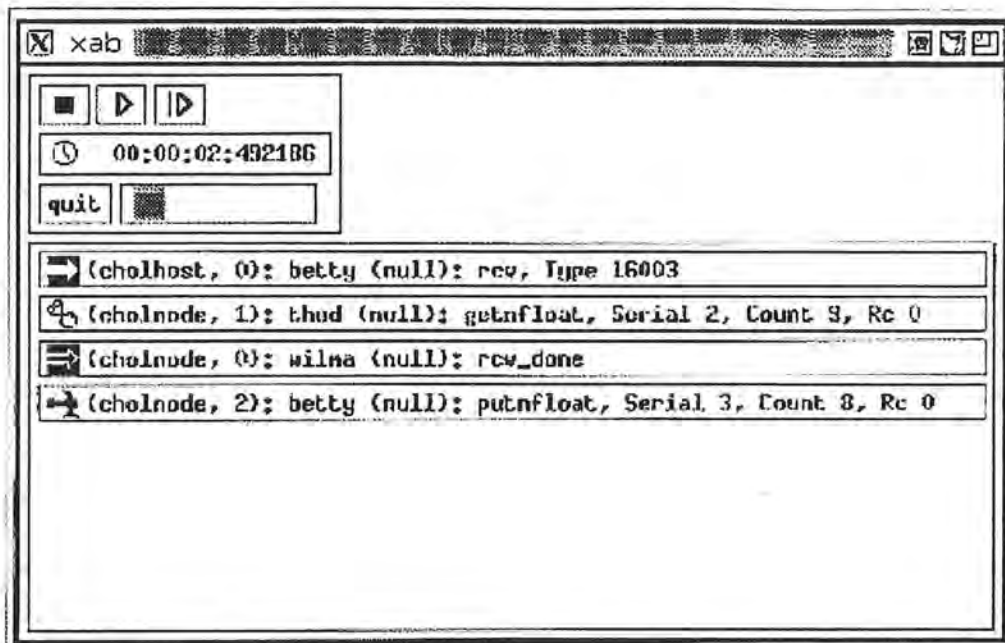 xab
00:00:02:492186
quit
(cholhost, 0): betty (null): rcv, Type 16003
(cholnode, 1): thud (null): getnfloat, Serial 2, Count 9, Rc 0
(cholnode, 0): wilma (null): rcv_done
(cholnode, 2): betty (null): putnfloat, Serial 3, Count 8, Rc 0